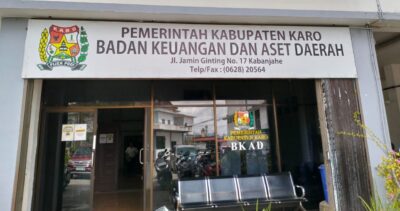 PEMERINTAH KABUPATEN KARO
BADAN KEUANGAN DAN ASET DAERAH
Jl. Jamin Ginting No. 17 Kabanjahe
Telp/Fax : (0628) 20564
KARO
PEMERINTAH
KABUPATEN KARO
BKAD